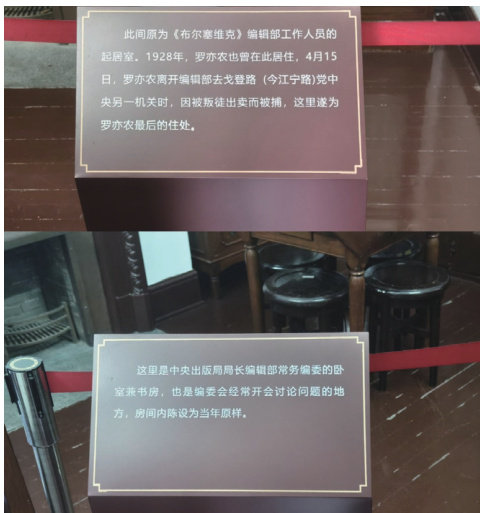 此间原为《布尔塞维克》编辑部工作人员的
起居室。1928年，罗亦农也曾在此居住，4月15
日，罗亦农离开编辑部去戈登路（今江宁路)党中
央另一机关时，因被叛徒出卖而被捕，这里遂为
罗亦农最后的住处。
这里是中央出版局局长编辑部常务编委的卧
室兼书房，也是编委会经常开会讨论问题的地
方，房间内陈设为当年原样。